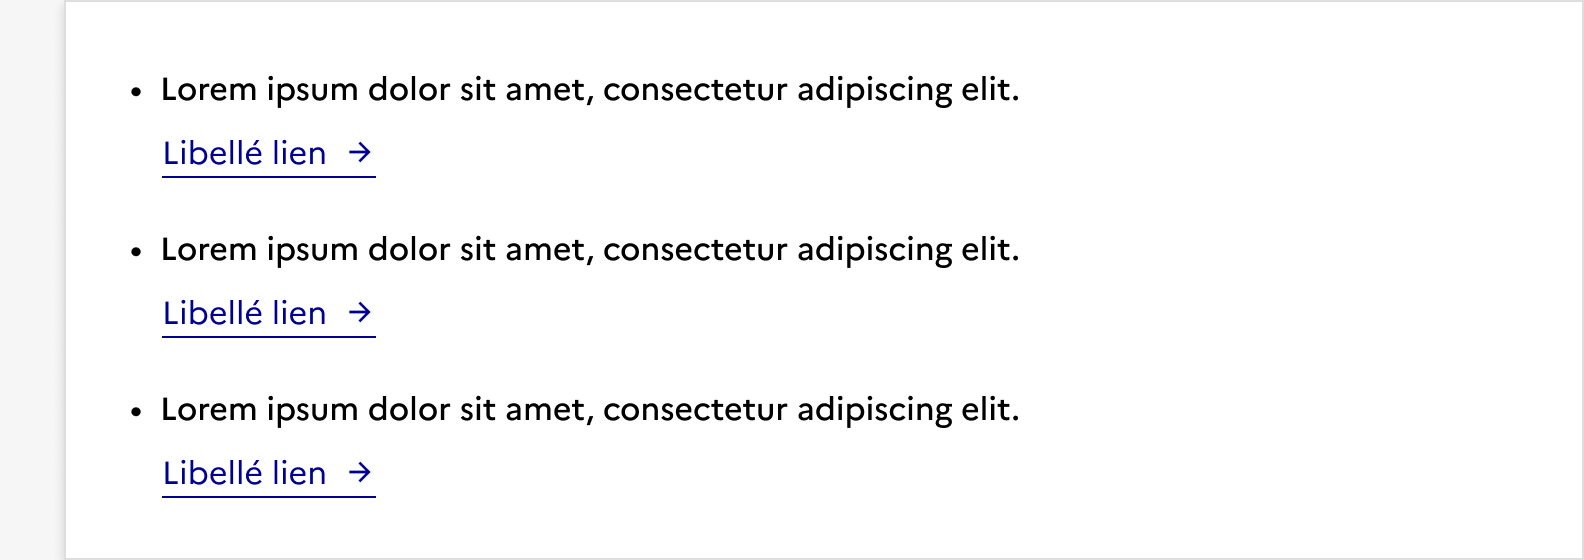 • Lorem ipsum dolor sit amet, consectetur adipiscing elit.
Libellé lien →
• Lorem ipsum dolor sit amet, consectetur adipiscing elit.
Libellé lien →
• Lorem ipsum dolor sit amet, consectetur adipiscing elit.
Libellé lien →